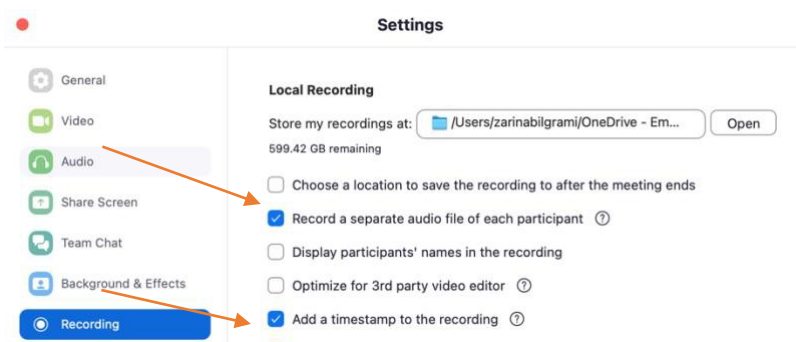 Settings
General
Video
Audio
Share Screen
Team Chat
Background & Effects
Recording
Local Recording
Store my recordings at: /Users/zarinabilgrami/OneDrive - Em... Open
599.42 GB remaining
Choose a location to save the recording to after the meeting ends
Record a separate audio file of each participant ?
Display participants' names in the recording
Optimize for 3rd party video editor ?
Add a timestamp to the recording ?